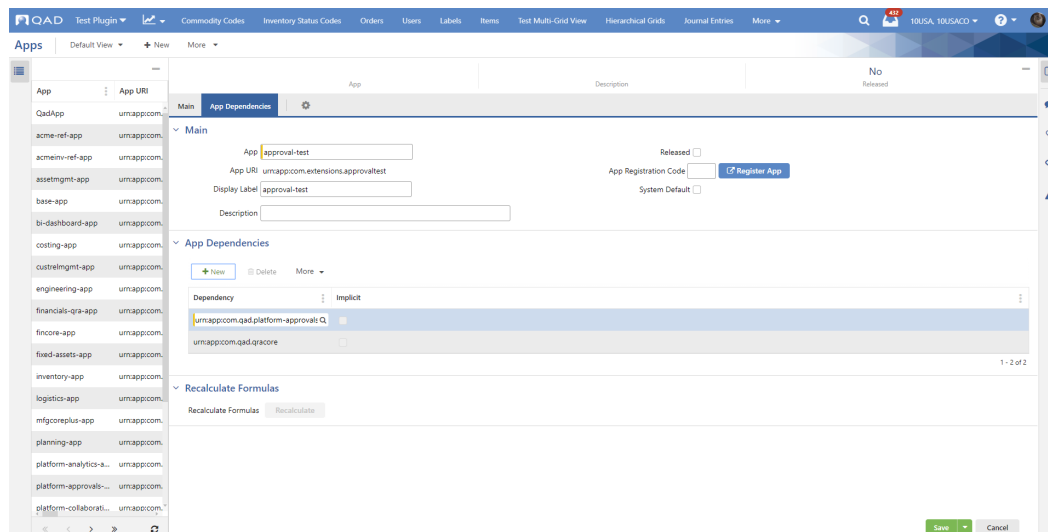 QAD Test Plugin Commodity Codes Inventory Status Codes Orders Users Labels Items Test Multi-Grid View Hierarchical Grids Journal Entries More 432 10USA, 10USACO ?
Apps Default View + New More
No
App Description Released
App App URI
QadApp urn:app:com.
acme-ref-app urn:app:com.
acmeinv-ref-app urn:app:com.
assetmgmt-app urn:app:com.
base-app urn:app:com.
bi-dashboard-app urn:app:com.
costing-app urn:app:com.
custrelmgmt-app urn:app:com.
engineering-app urn:app:com.
financials-qra-app urn:app:com.
fincore-app urn:app:com.
fixed-assets-app urn:app:com.
inventory-app urn:app:com.
logistics-app urn:app:com.
mfgcoreplus-app urn:app:com.
planning-app urn:app:com.
platform-analytics-a... urn:app:com.
platform-approvals-... urn:app:com.
platform-collaborati... urn:app:com.
Main App Dependencies
Main
App approval-test Released
App URI urn:app:com.extensions.approvaltest App Registration Code Register App
Display Label approval-test System Default
Description
App Dependencies
+ New Delete More
Dependency Implicit
urn:app:com.qad.platform-approvals
urn:app:com.qad.qracore
1 - 2 of 2
Recalculate Formulas
Recalculate Formulas Recalculate
Save Cancel